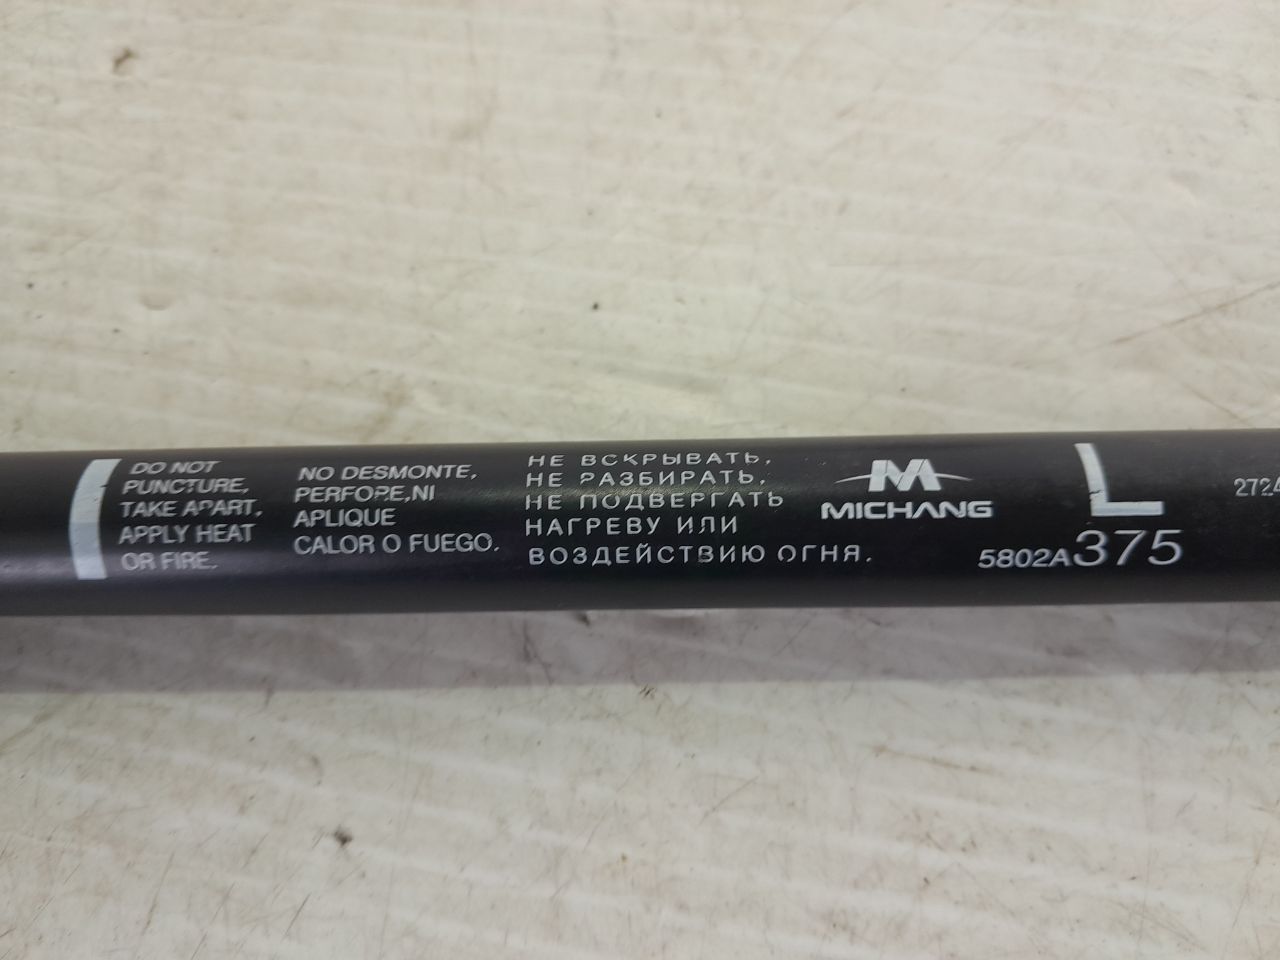 DO NOT
PUNCTURE,
TAKE APART,
APPLY HEAT
OR FIRE.
NO DESMONTE,
PERFORE,NI
APLIQUE
CALOR O FUEGO.
НЕ ВСКРЫВАТЬ,
НЕ РАЗБИРАТЬ,
НЕ ПОДВЕРГАТЬ
НАГРЕВУ ИЛИ
ВОЗДЕЙСТВИЮ ОГНЯ.
MICHANG
L
5802A375